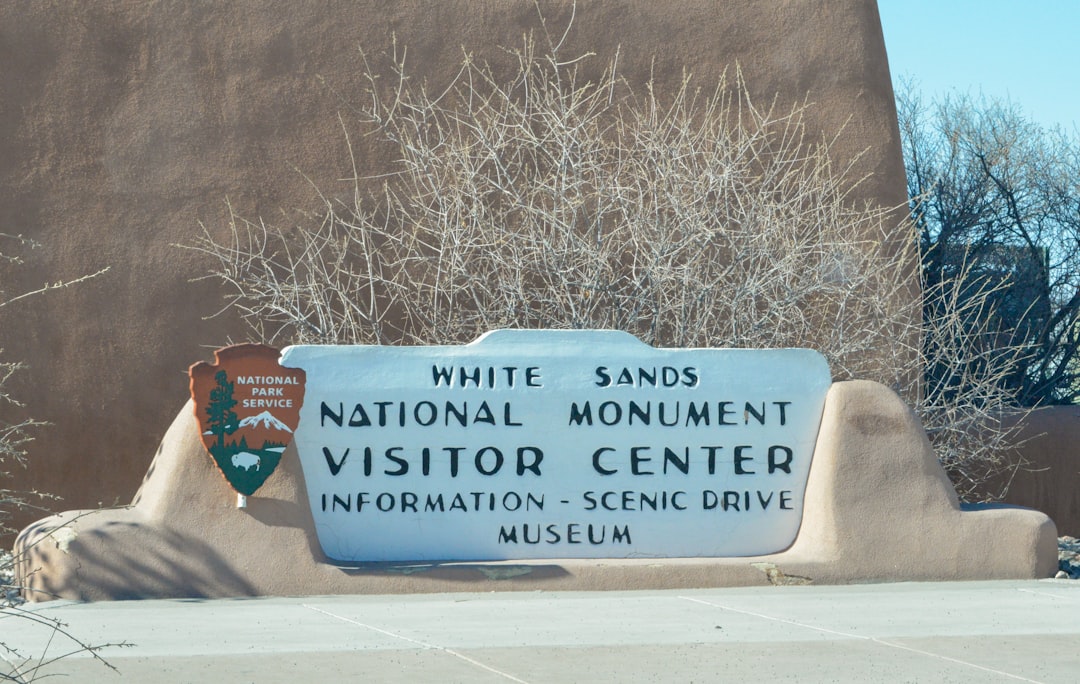 NATIONAL
PARK
SERVICE
WHITE SANDS
NATIONAL MONUMENT
VISITOR CENTER
INFORMATION - SCENIC DRIVE
MUSEUM